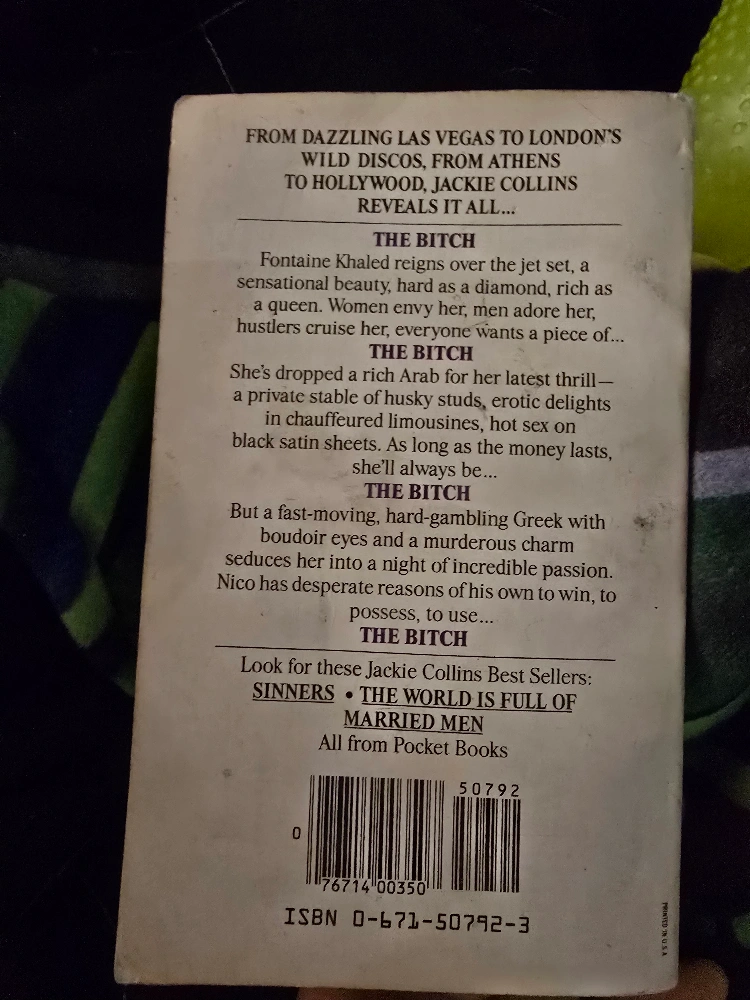 FROM DAZZLING LAS VEGAS TO LONDON'S
WILD DISCOS, FROM ATHENS
TO HOLLYWOOD, JACKIE COLLINS
REVEALS IT ALL...
THE BITCH
Fontaine Khaled reigns over the jet set, a
sensational beauty, hard as a diamond, rich as
a queen. Women envy her, men adore her,
hustlers cruise her, everyone wants a piece of...
THE BITCH
She's dropped a rich Arab for her latest thrill—
a private stable of husky studs, erotic delights
in chauffeured limousines, hot sex on
black satin sheets. As long as the money lasts,
she'll always be...
THE BITCH
But a fast-moving, hard-gambling Greek with
boudoir eyes and a murderous charm
seduces her into a night of incredible passion.
Nico has desperate reasons of his own to win, to
possess, to use...
THE BITCH
Look for these Jackie Collins Best Sellers:
SINNERS • THE WORLD IS FULL OF
MARRIED MEN
All from Pocket Books
50792
0
76714 00350
ISBN 0-671-50792-3
PRINTED IN U.S.A